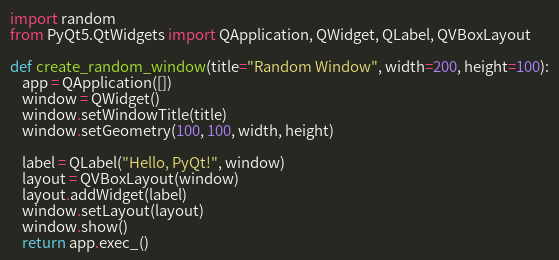 import random
from PyQt5.QtWidgets import QApplication, QWidget, QLabel, QVBoxLayout

def create_random_window(title="Random Window", width=200, height=100):
    app = QApplication([])
    window = QWidget()
    window.setWindowTitle(title)
    window.setGeometry(100, 100, width, height)

    label = QLabel("Hello, PyQt!", window)
    layout = QVBoxLayout(window)
    layout.addWidget(label)
    window.setLayout(layout)
    window.show()
    return app.exec_()